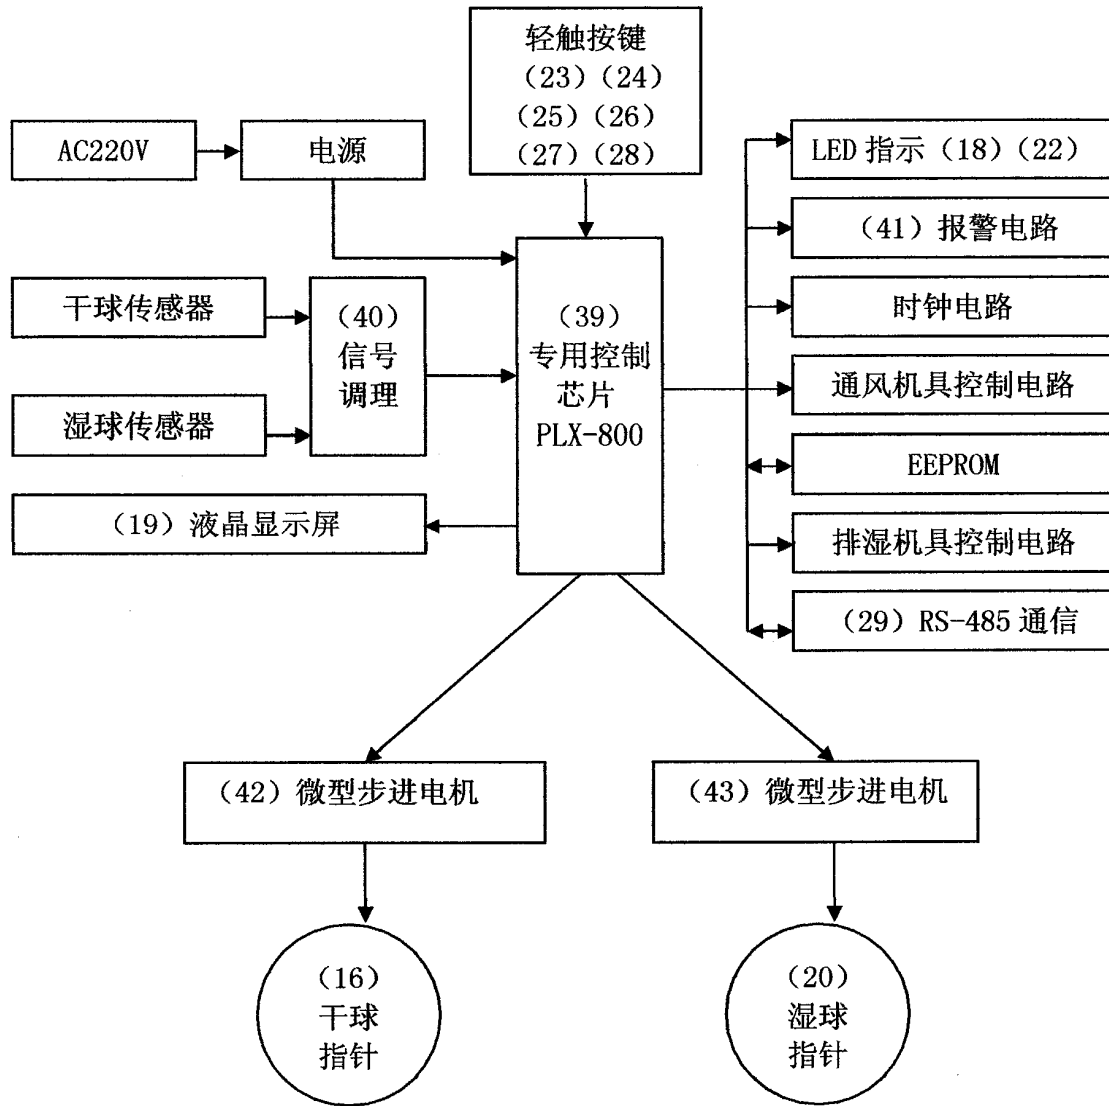 轻触按键
（23）（24）
（25）（26）
（27）（28）
AC220V
电源
LED 指示（18）（22）
（41）报警电路
干球传感器
（40）
信号
调理
（39）
专用控制
芯片
PLX-800
时钟电路
通风机具控制电路
湿球传感器
EEPROM
（19）液晶显示屏
排湿机具控制电路
（29）RS-485 通信
（42）微型步进电机
（43）微型步进电机
（16）
干球
指针
（20）
湿球
指针